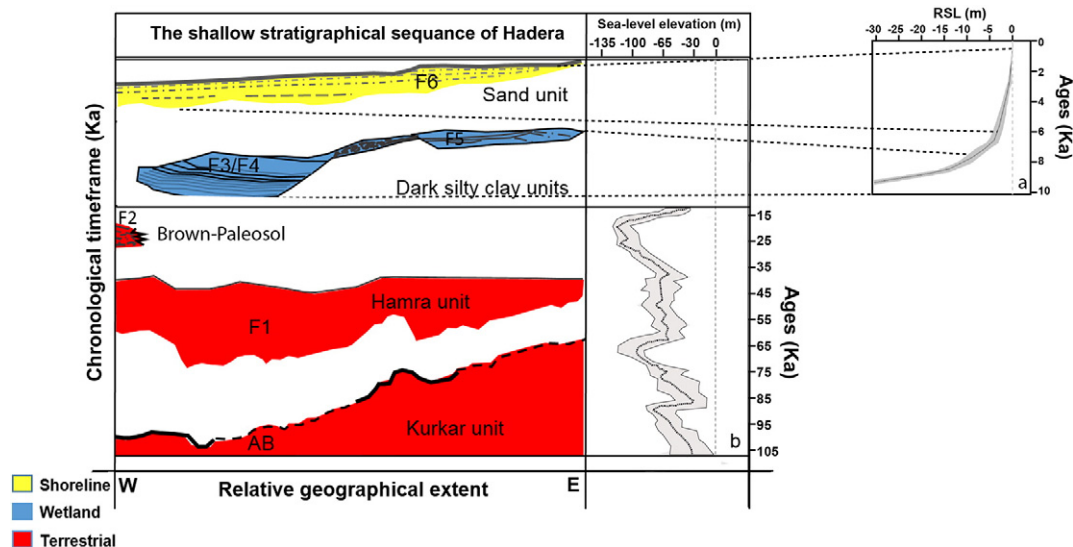 The shallow stratigraphical sequance of Hadera
Sea-level elevation (m)
-135 -100 -65 -30 0
RSL (m)
-30 -25 -20 -15 -10 -5 0
Chronological timeframe (Ka)
F6
Sand unit
F5
F3/F4
Dark silty clay units
F2
Brown-Paleosol
Hamra unit
F1
Kurkar unit
AB
0
2
4
6
8
10
Ages (Ka)
a
15
25
35
45
55
65
75
85
95
105
Ages (Ka)
b
W
Relative geographical extent
E
Shoreline
Wetland
Terrestrial